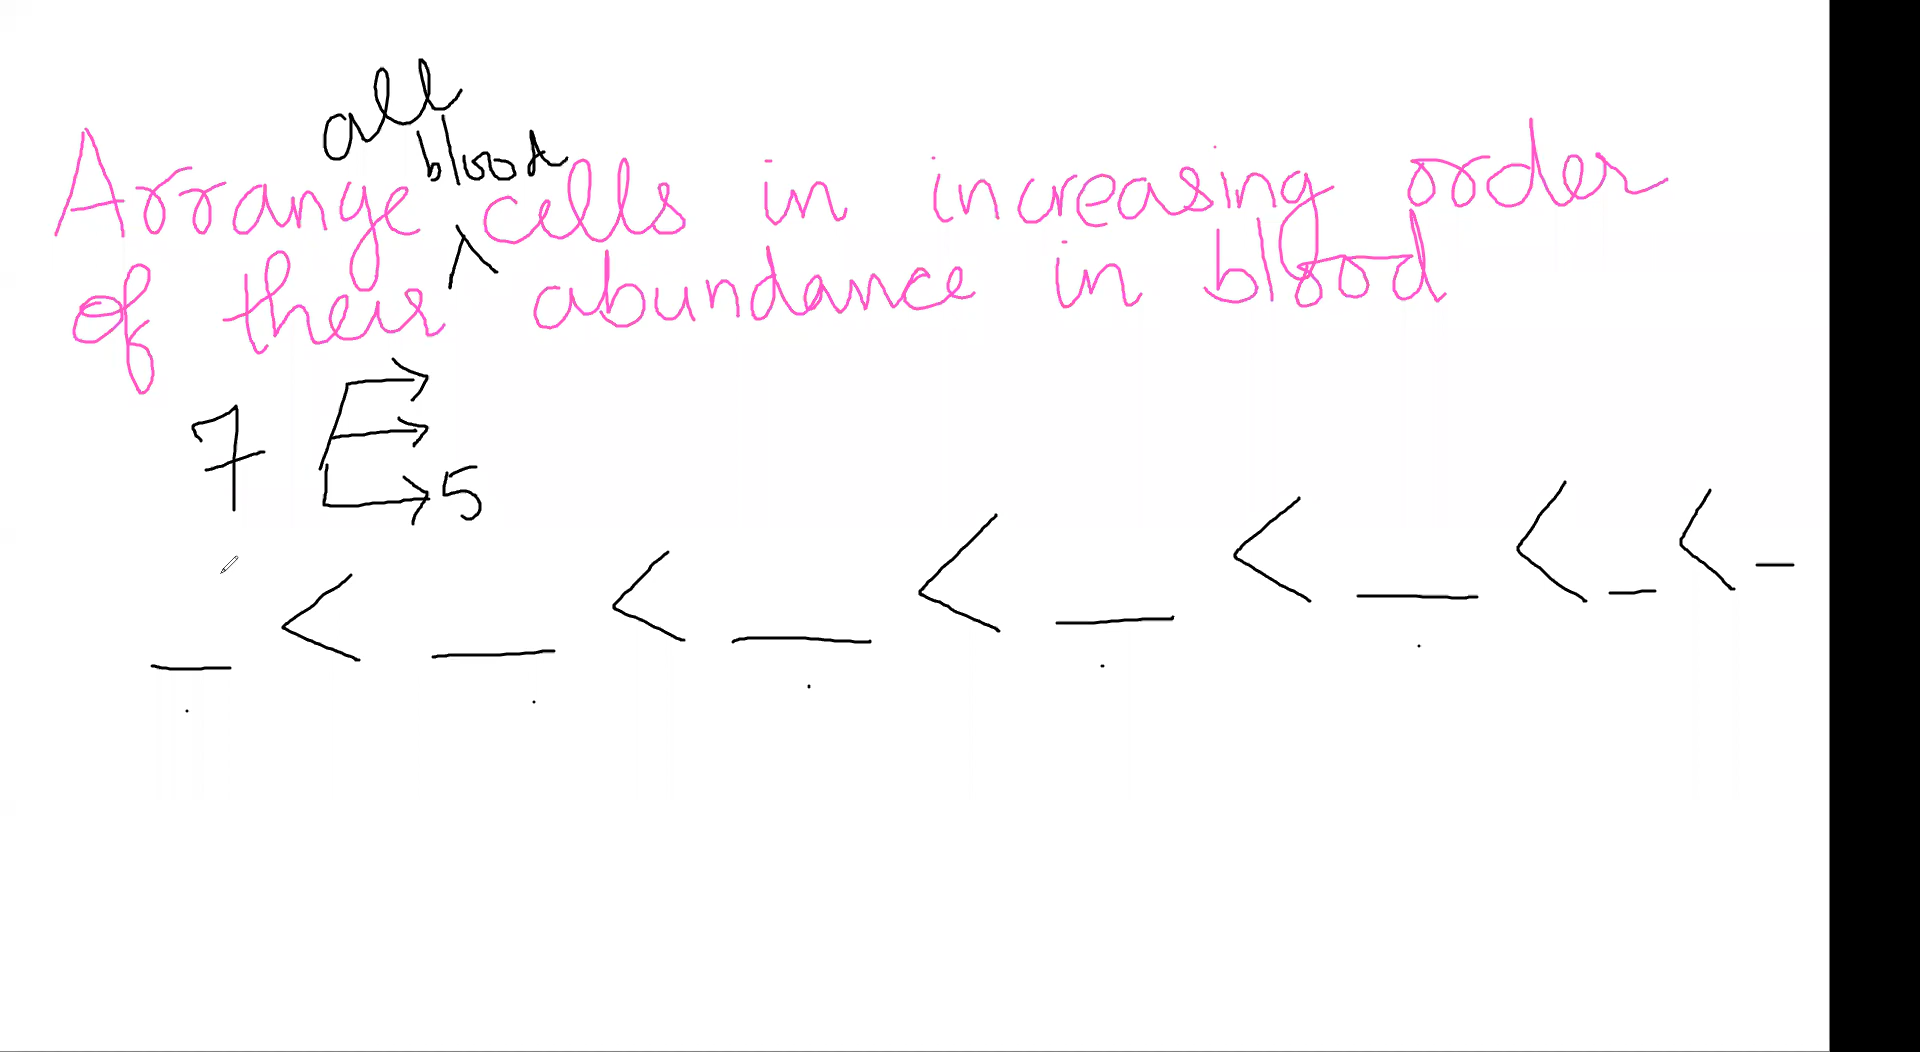 all
blood
Arrange cells in increasing order
of their abundance in blood
7
5
_ < _ < _ < _ < _ < _ < _